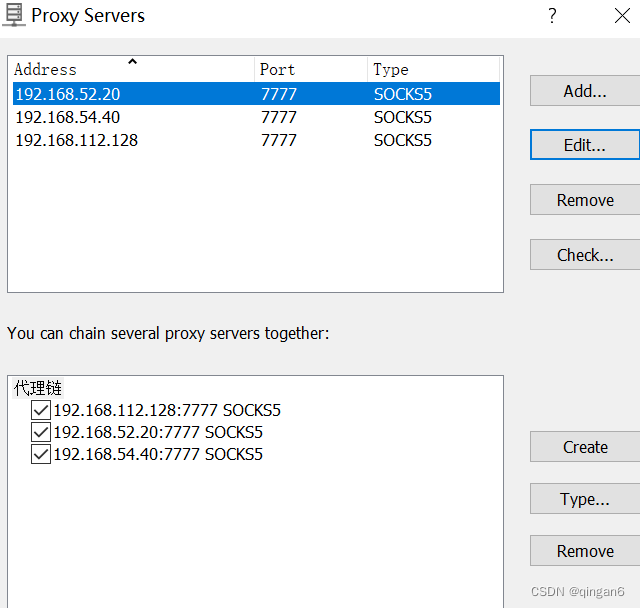 Proxy Servers
Address Port Type
192.168.52.20 7777 SOCKS5
192.168.54.40 7777 SOCKS5
192.168.112.128 7777 SOCKS5
Add...
Edit...
Remove
Check...
You can chain several proxy servers together:
代理链
192.168.112.128:7777 SOCKS5
192.168.52.20:7777 SOCKS5
192.168.54.40:7777 SOCKS5
Create
Type...
Remove
CSDN @qingan6